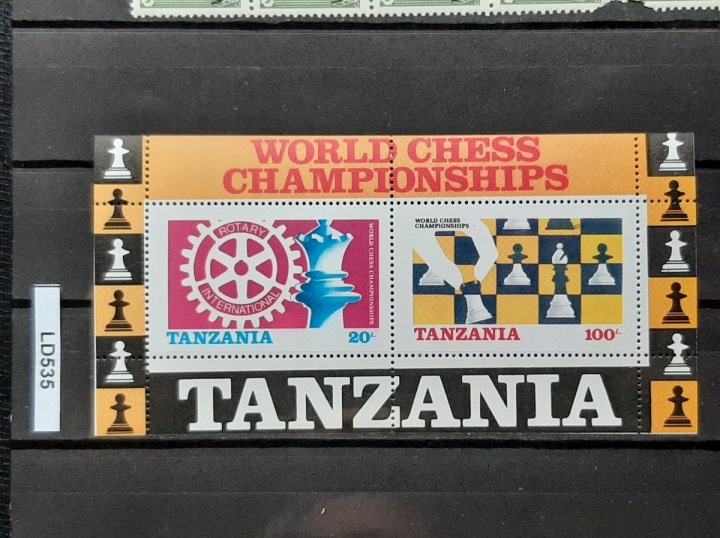 WORLD CHESS
CHAMPIONSHIPS
ROTARY
INTERNATIONAL
WORLD CHESS CHAMPIONSHIPS
TANZANIA 20/-
WORLD CHESS
CHAMPIONSHIPS
TANZANIA 100/-
TANZANIA
LD535